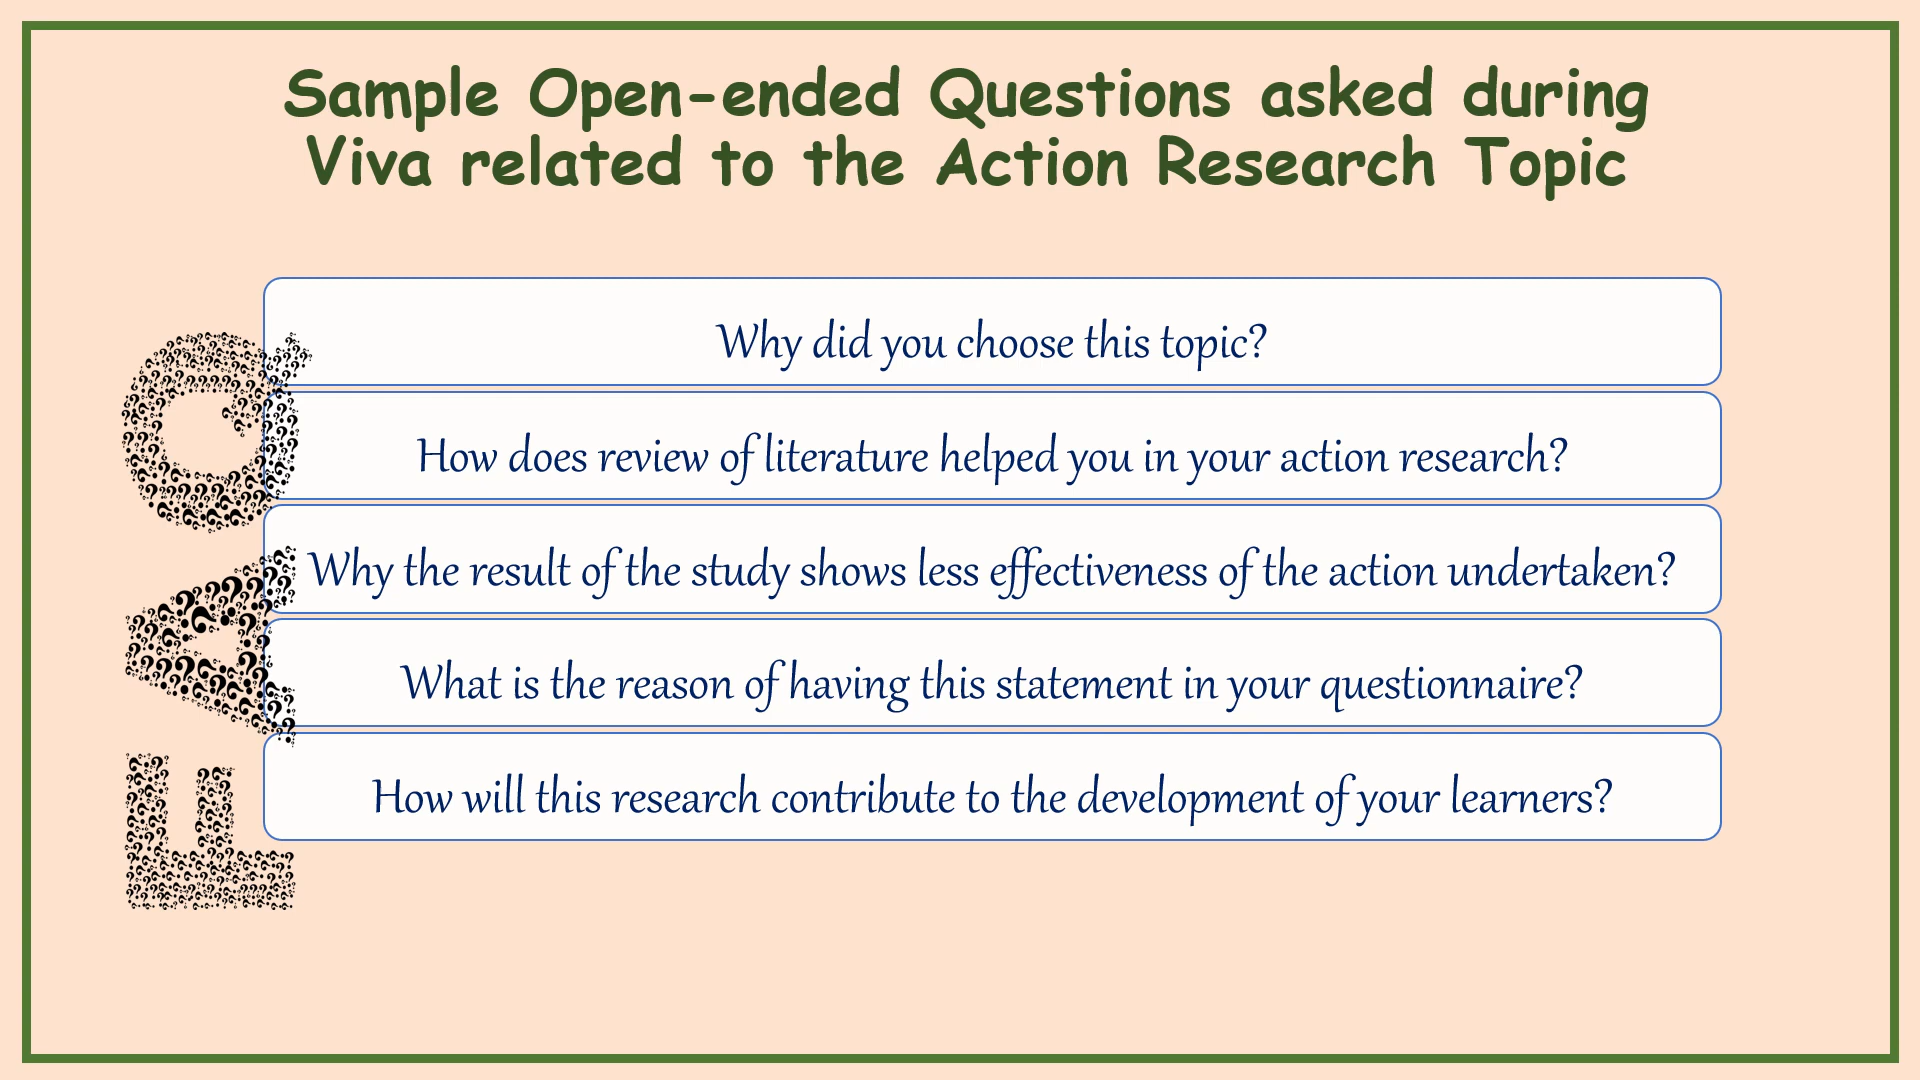 Sample Open-ended Questions asked during
Viva related to the Action Research Topic
FAQ
Why did you choose this topic?
How does review of literature helped you in your action research?
Why the result of the study shows less effectiveness of the action undertaken?
What is the reason of having this statement in your questionnaire?
How will this research contribute to the development of your learners?